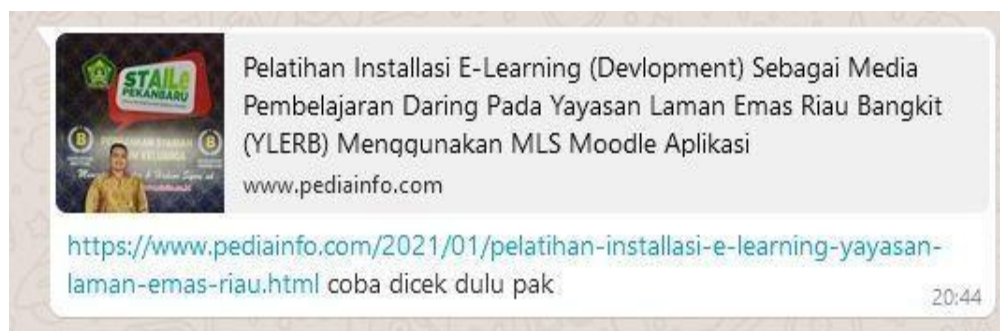 STAILe
PEKANBARU
Pelatihan Installasi E-Learning (Devlopment) Sebagai Media
Pembelajaran Daring Pada Yayasan Laman Emas Riau Bangkit
(YLERB) Menggunakan MLS Moodle Aplikasi
www.pediainfo.com
https://www.pediainfo.com/2021/01/pelatihan-installasi-e-learning-yayasan-
laman-emas-riau.html coba dicek dulu pak
20:44